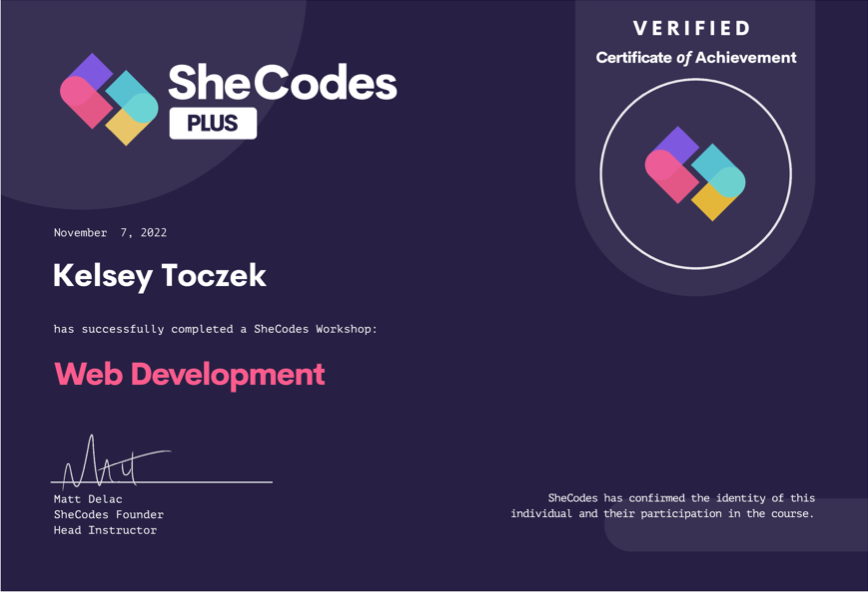 SheCodes
PLUS
VERIFIED
Certificate of Achievement
November 7, 2022
Kelsey Toczek
has successfully completed a SheCodes Workshop:
Web Development
Matt
Matt Delac
SheCodes Founder
Head Instructor
SheCodes has confirmed the identity of this
individual and their participation in the course.